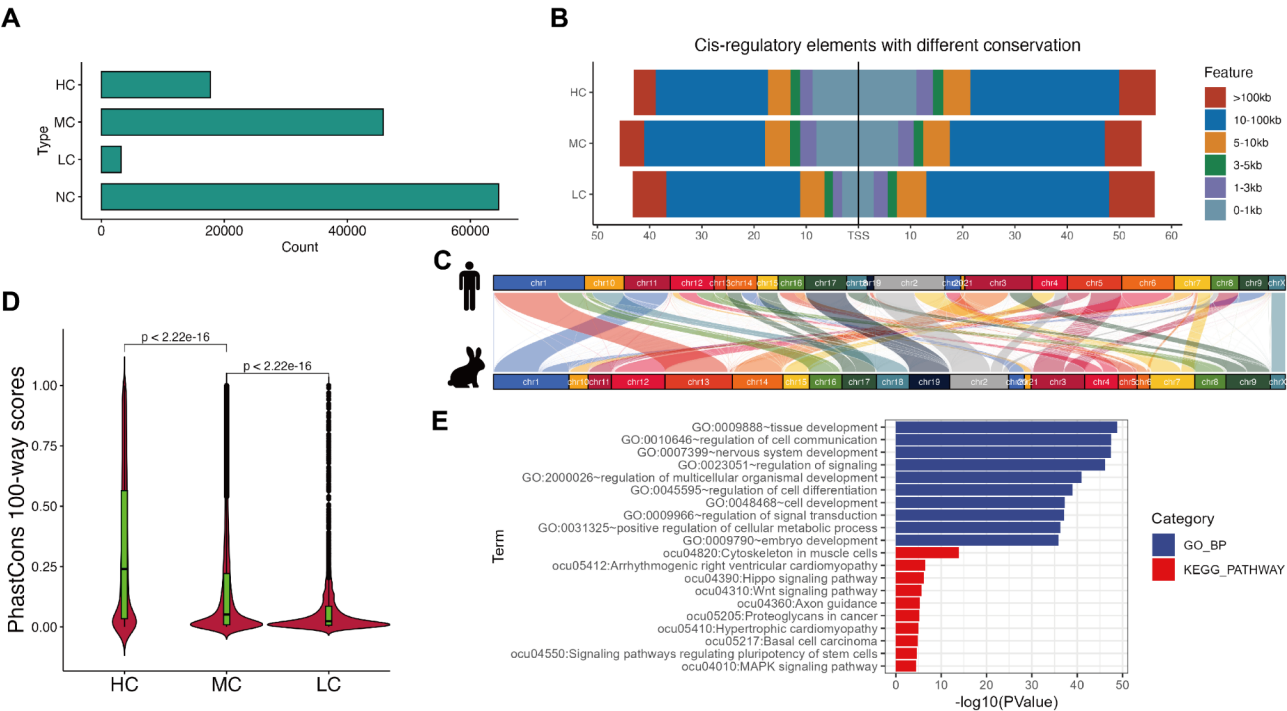 A
HC
MC
LC
NC
Type
0
20000
40000
60000
Count
B
Cis-regulatory elements with different conservation
HC
MC
LC
50
40
30
20
10
TSS
10
20
30
40
50
60
Feature
>100kb
10-100kb
5-10kb
3-5kb
1-3kb
0-1kb
C
chr1
chr10
chr11
chr12
chr13
chr14
chr15
chr16
chr17
chr18
chr19
chr2
chr20
21
chr3
chr4
chr5
chr6
chr7
chr8
chr9
chrX
chr1
chr10
chr11
chr12
chr13
chr14
chr15
chr16
chr17
chr18
chr19
chr2
21
chr3
chr4
chr5
chr6
chr7
chr8
chr9
chrX
D
p < 2.22e-16
p < 2.22e-16
PhastCons 100-way scores
1.00
0.75
0.50
0.25
0.00
HC
MC
LC
E
Term
GO:0009888~tissue development
GO:0010646~regulation of cell communication
GO:0007399~nervous system development
GO:0023051~regulation of signaling
GO:2000026~regulation of multicellular organismal development
GO:0045595~regulation of cell differentiation
GO:0048468~cell development
GO:0009966~regulation of signal transduction
GO:0031325~positive regulation of cellular metabolic process
GO:0009790~embryo development
ocu04820:Cytoskeleton in muscle cells
ocu05412:Arrhythmogenic right ventricular cardiomyopathy
ocu04390:Hippo signaling pathway
ocu04310:Wnt signaling pathway
ocu04360:Axon guidance
ocu05205:Proteoglycans in cancer
ocu05410:Hypertrophic cardiomyopathy
ocu05217:Basal cell carcinoma
ocu04550:Signaling pathways regulating pluripotency of stem cells
ocu04010:MAPK signaling pathway
0
10
20
30
40
50
-log10(PValue)
Category
GO_BP
KEGG_PATHWAY